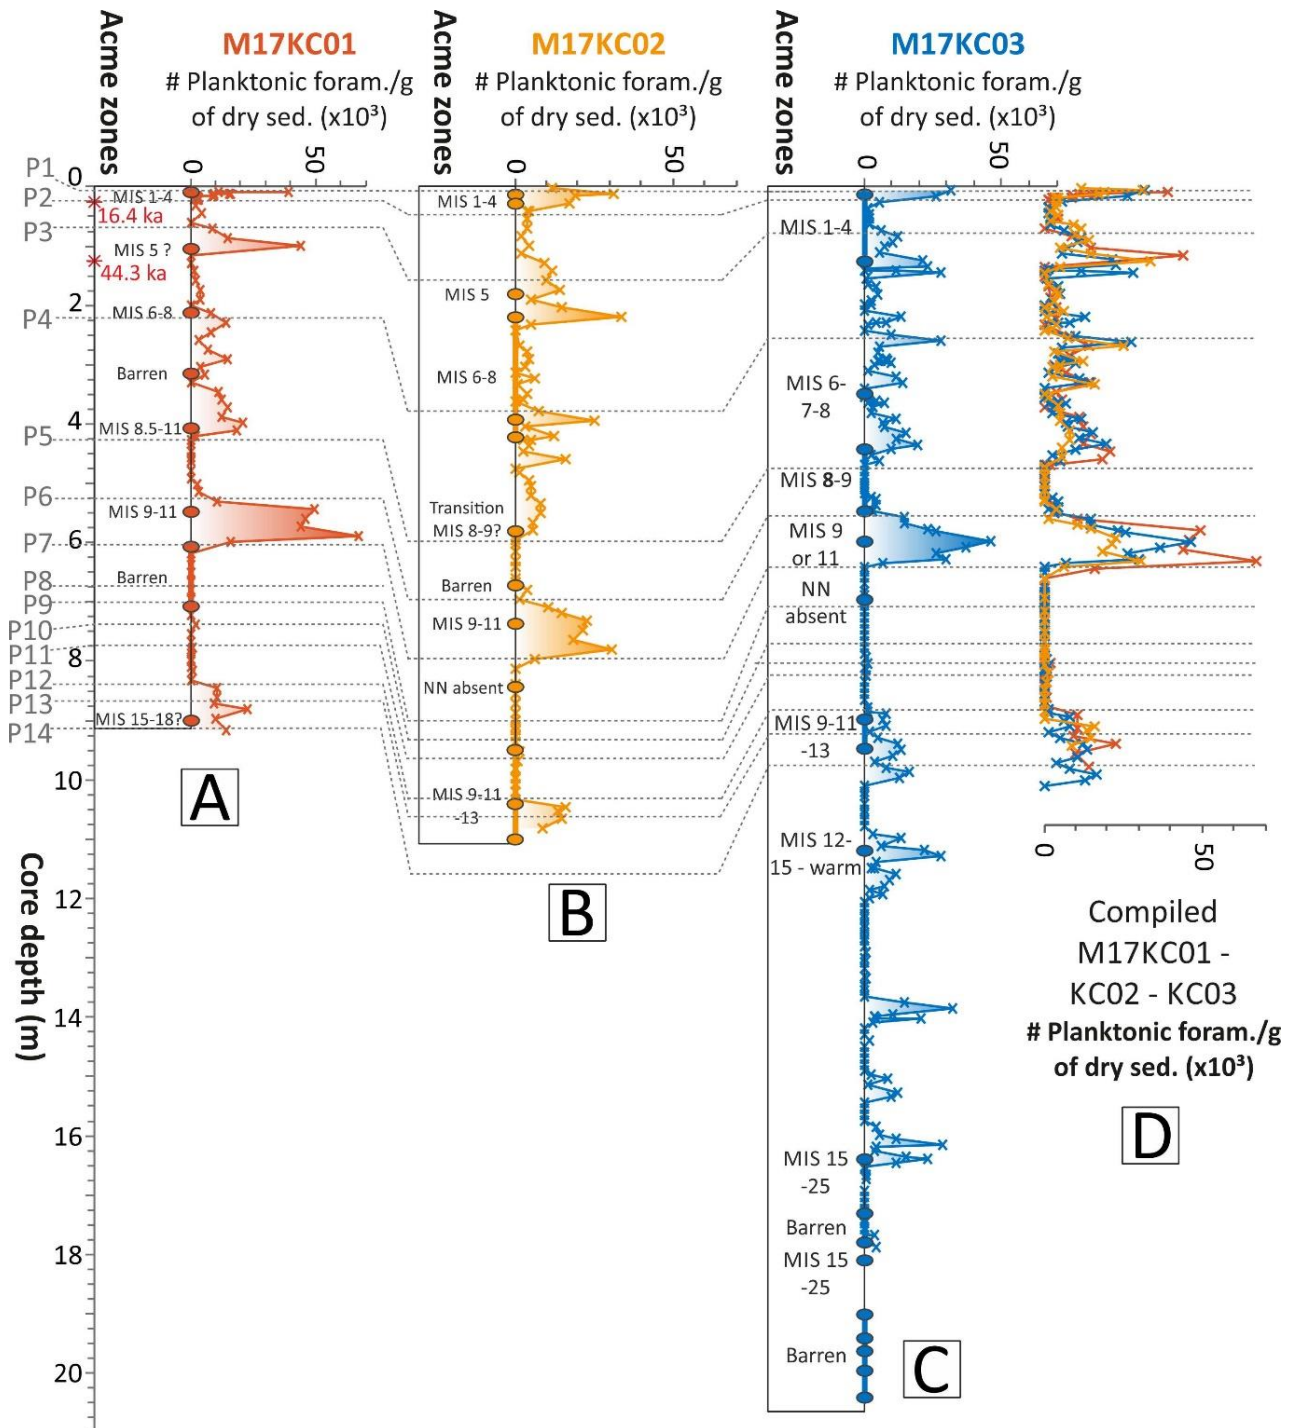 Acme zones
M17KC01
# Planktonic foram./g
of dry sed. (x10³)
0
50
Acme zones
M17KC02
# Planktonic foram./g
of dry sed. (x10³)
0
50
Acme zones
M17KC03
# Planktonic foram./g
of dry sed. (x10³)
0
50
P1
P2
P3
P4
P5
P6
P7
P8
P9
P10
P11
P12
P13
P14
0
2
4
6
8
10
12
14
16
18
20
Core depth (m)
MIS 1-4
16.4 ka
MIS 5 ?
44.3 ka
MIS 6-8
Barren
MIS 8.5-11
MIS 9-11
Barren
MIS 15-18?
A
MIS 1-4
MIS 5
MIS 6-8
Transition
MIS 8-9?
Barren
MIS 9-11
NN absent
MIS 9-11
-13
B
MIS 1-4
MIS 6-
7-8
MIS 8-9
MIS 9
or 11
NN
absent
MIS 9-11
-13
MIS 12-
15 - warm
MIS 15
-25
Barren
MIS 15
-25
Barren
C
0
50
Compiled
M17KC01 -
KC02 - KC03
# Planktonic foram./g
of dry sed. (x10³)
D